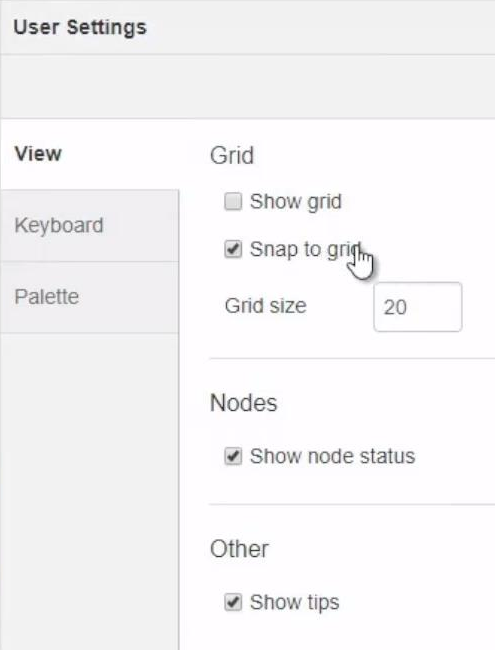 User Settings
View
Keyboard
Palette
Grid
Show grid
Snap to grid
Grid size 20
Nodes
Show node status
Other
Show tips